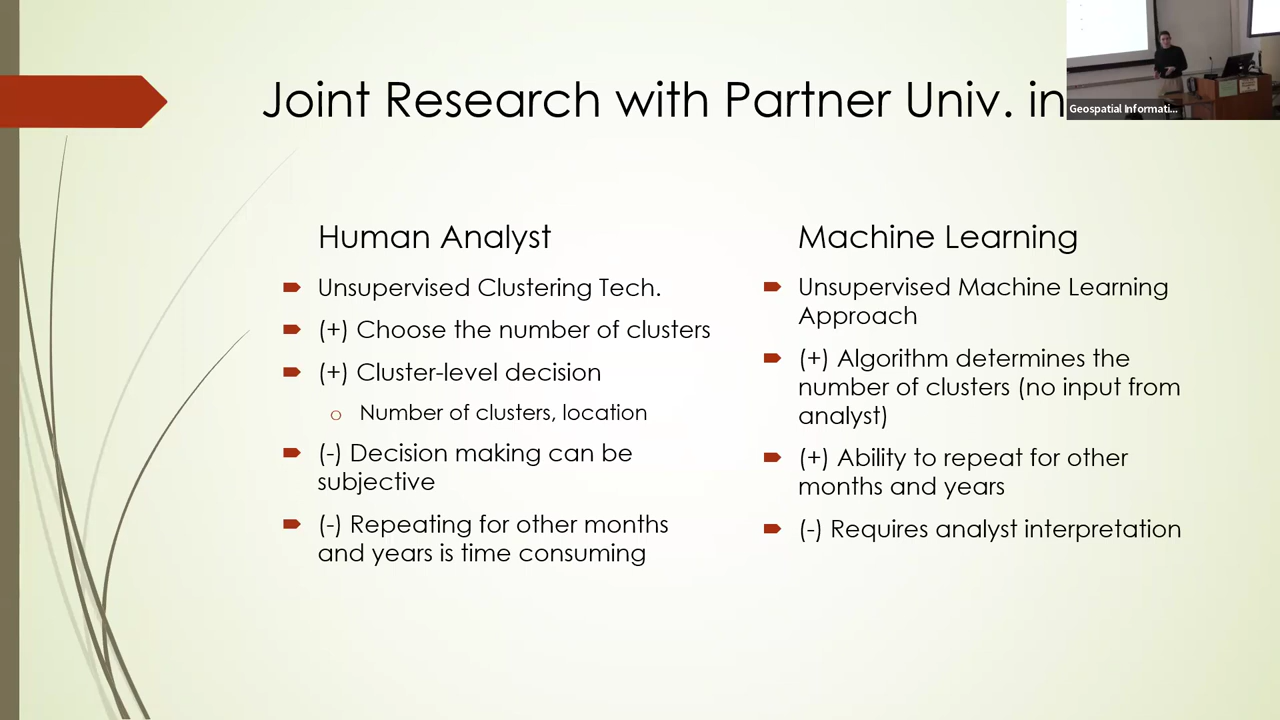 Joint Research with Partner Univ. in
Geospatial Informati...
Human Analyst
Unsupervised Clustering Tech.
(+) Choose the number of clusters
(+) Cluster-level decision
Number of clusters, location
(-) Decision making can be
subjective
(-) Repeating for other months
and years is time consuming
Machine Learning
Unsupervised Machine Learning
Approach
(+) Algorithm determines the
number of clusters (no input from
analyst)
(+) Ability to repeat for other
months and years
(-) Requires analyst interpretation